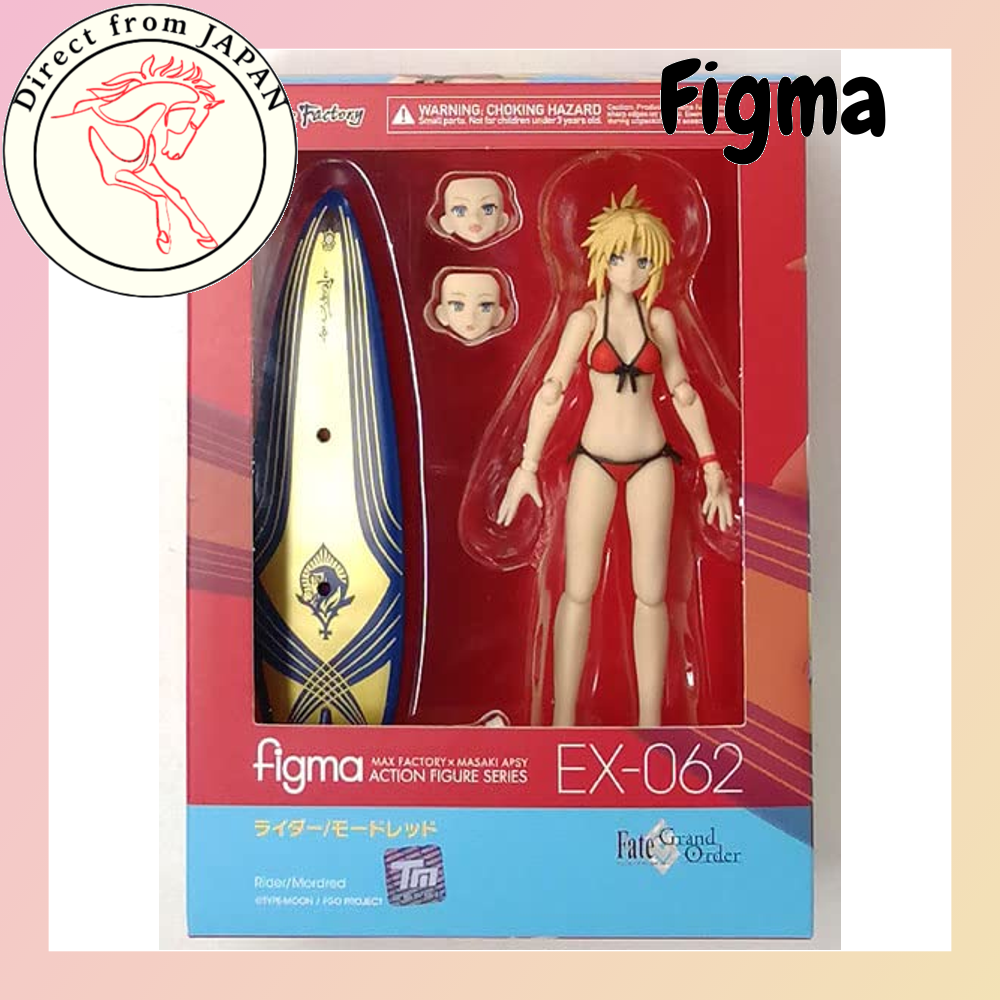 Direct from JAPAN
Figma
Factory
WARNING: CHOKING HAZARD
Small parts. Not for children under 3 years old.
figma
MAX FACTORY × MASAKI APSY
ACTION FIGURE SERIES
EX-062
ライダー/モードレッド
Fate Grand Order
Rider/Mordred
©TYPE-MOON / FGO PROJECT
TM